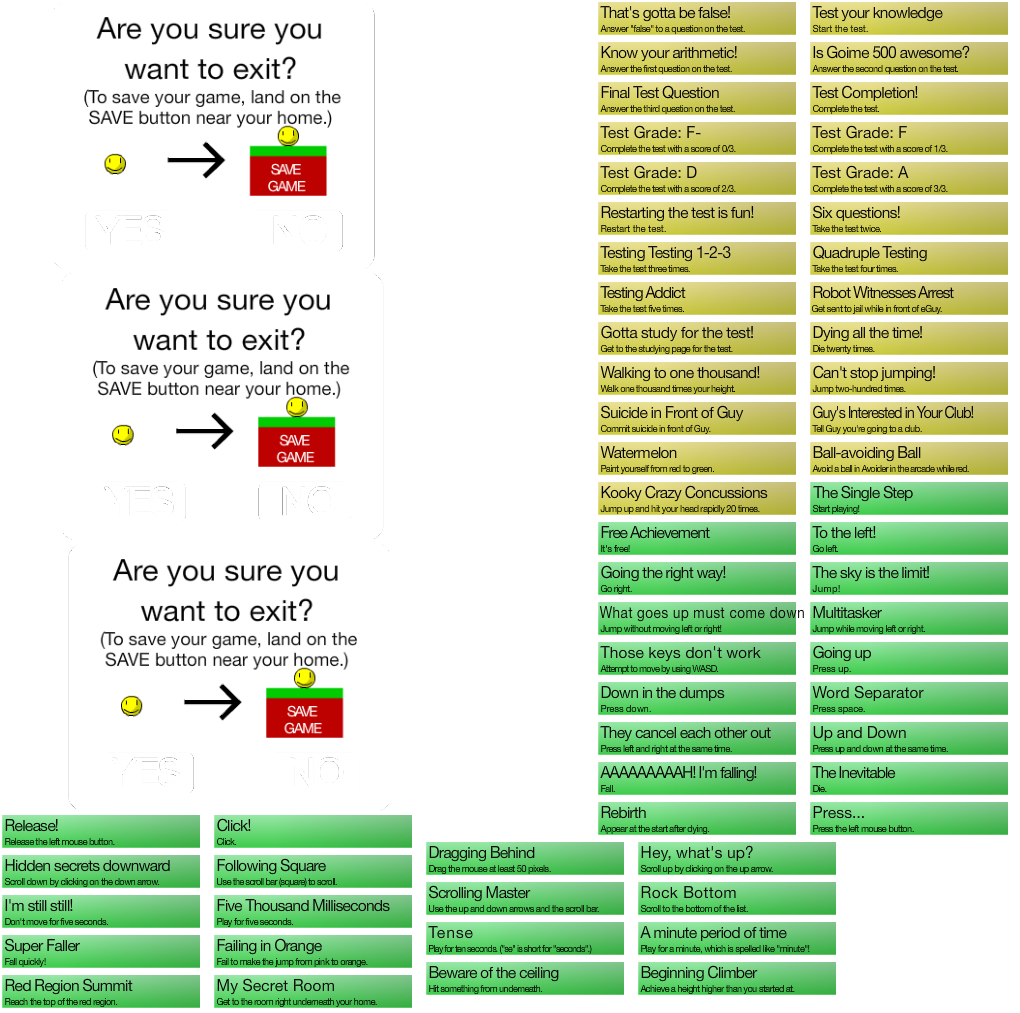 Are you sure you
want to exit?
(To save your game, land on the
SAVE button near your home.)
SAVE
GAME
YES
NO
Are you sure you
want to exit?
(To save your game, land on the
SAVE button near your home.)
SAVE
GAME
YES
NO
Are you sure you
want to exit?
(To save your game, land on the
SAVE button near your home.)
SAVE
GAME
YES
NO
That's gotta be false!
Answer "false" to a question on the test.
Test your knowledge
Start the test.
Know your arithmetic!
Answer the first question on the test.
Is Goime 500 awesome?
Answer the second question on the test.
Final Test Question
Answer the third question on the test.
Test Completion!
Complete the test.
Test Grade: F-
Complete the test with a score of 0/3.
Test Grade: F
Complete the test with a score of 1/3.
Test Grade: D
Complete the test with a score of 2/3.
Test Grade: A
Complete the test with a score of 3/3.
Restarting the test is fun!
Restart the test.
Six questions!
Take the test twice.
Testing Testing 1-2-3
Take the test three times.
Quadruple Testing
Take the test four times.
Testing Addict
Take the test five times.
Robot Witnesses Arrest
Get sent to jail while in front of eGuy.
Gotta study for the test!
Get to the studying page for the test.
Dying all the time!
Die twenty times.
Walking to one thousand!
Walk one thousand times your height.
Can't stop jumping!
Jump two-hundred times.
Suicide in Front of Guy
Commit suicide in front of Guy.
Guy's Interested in Your Club!
Tell Guy you're going to a club.
Watermelon
Paint yourself from red to green.
Ball-avoiding Ball
Avoid a ball in Avoider in the arcade while red.
Kooky Crazy Concussions
Jump up and hit your head rapidly 20 times.
The Single Step
Start playing!
Free Achievement
It's free!
To the left!
Go left.
Going the right way!
Go right.
The sky is the limit!
Jump!
What goes up must come down
Jump without moving left or right!
Multitasker
Jump while moving left or right.
Those keys don't work
Attempt to move by using WASD.
Going up
Press up.
Down in the dumps
Press down.
Word Separator
Press space.
They cancel each other out
Press left and right at the same time.
Up and Down
Press up and down at the same time.
AAAAAAAAAH! I'm falling!
Fall.
The Inevitable
Die.
Rebirth
Appear at the start after dying.
Press...
Press the left mouse button.
Release!
Release the left mouse button.
Click!
Click.
Hidden secrets downward
Scroll down by clicking on the down arrow.
Following Square
Use the scroll bar (square) to scroll.
I'm still still!
Don't move for five seconds.
Five Thousand Milliseconds
Play for five seconds.
Super Faller
Fall quickly!
Failing in Orange
Fail to make the jump from pink to orange.
Red Region Summit
Reach the top of the red region.
My Secret Room
Get to the room right underneath your home.
Dragging Behind
Drag the mouse at least 50 pixels.
Hey, what's up?
Scroll up by clicking on the up arrow.
Scrolling Master
Use the up and down arrows and the scroll bar.
Rock Bottom
Scroll to the bottom of the list.
Tense
Play for ten seconds. ("se" is short for "seconds".)
A minute period of time
Play for a minute, which is spelled like "minute"!
Beware of the ceiling
Hit something from underneath.
Beginning Climber
Achieve a height higher than you started at.